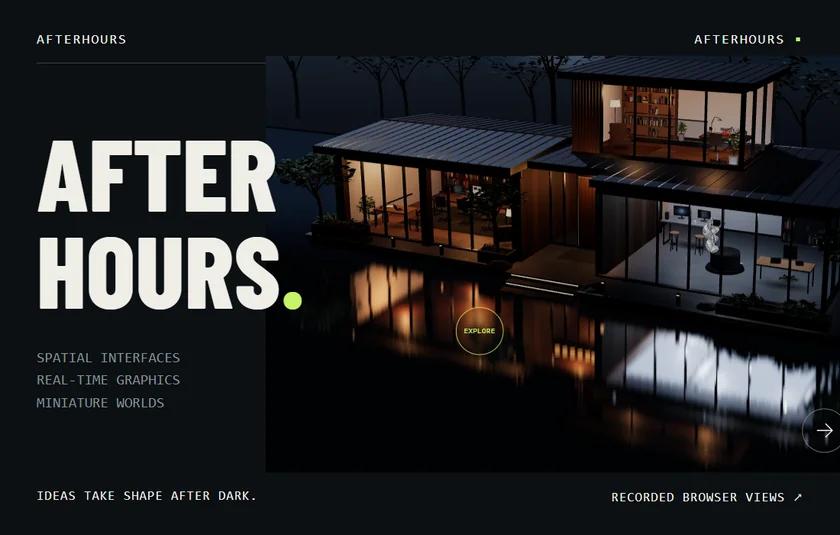 AFTERHOURS
AFTERHOURS
AFTER
HOURS.
EXPLORE
SPATIAL INTERFACES
REAL-TIME GRAPHICS
MINIATURE WORLDS
IDEAS TAKE SHAPE AFTER DARK.
RECORDED BROWSER VIEWS ↗